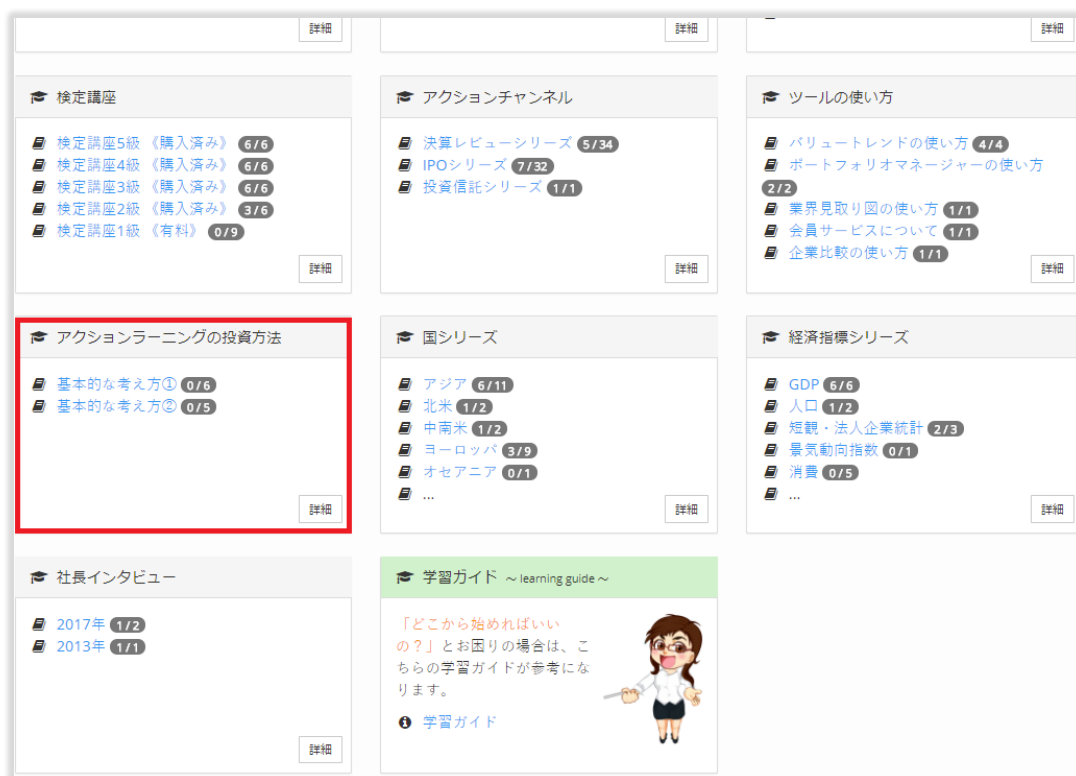 詳細
詳細
詳細
検定講座
検定講座5級 《購入済み》 6/6
検定講座4級 《購入済み》 6/6
検定講座3級 《購入済み》 6/6
検定講座2級 《購入済み》 3/6
検定講座1級 《有料》 0/9
詳細
アクションチャンネル
決算レビューシリーズ 5/34
IPOシリーズ 7/32
投資信託シリーズ 1/1
詳細
ツールの使い方
バリュートレンドの使い方 4/4
ポートフォリオマネージャーの使い方
2/2
業界見取り図の使い方 1/1
会員サービスについて 1/1
企業比較の使い方 1/1
詳細
アクションラーニングの投資方法
基本的な考え方① 0/6
基本的な考え方② 0/5
詳細
国シリーズ
アジア 6/11
北米 1/2
中南米 1/2
ヨーロッパ 3/9
オセアニア 0/1
...
詳細
経済指標シリーズ
GDP 6/6
人口 1/2
短観・法人企業統計 2/3
景気動向指数 0/1
消費 0/5
...
詳細
社長インタビュー
2017年 1/2
2013年 1/1
詳細
学習ガイド ～ learning guide ～
「どこから始めればいい
の？」とお困りの場合は、こ
ちらの学習ガイドが参考にな
ります。
学習ガイド